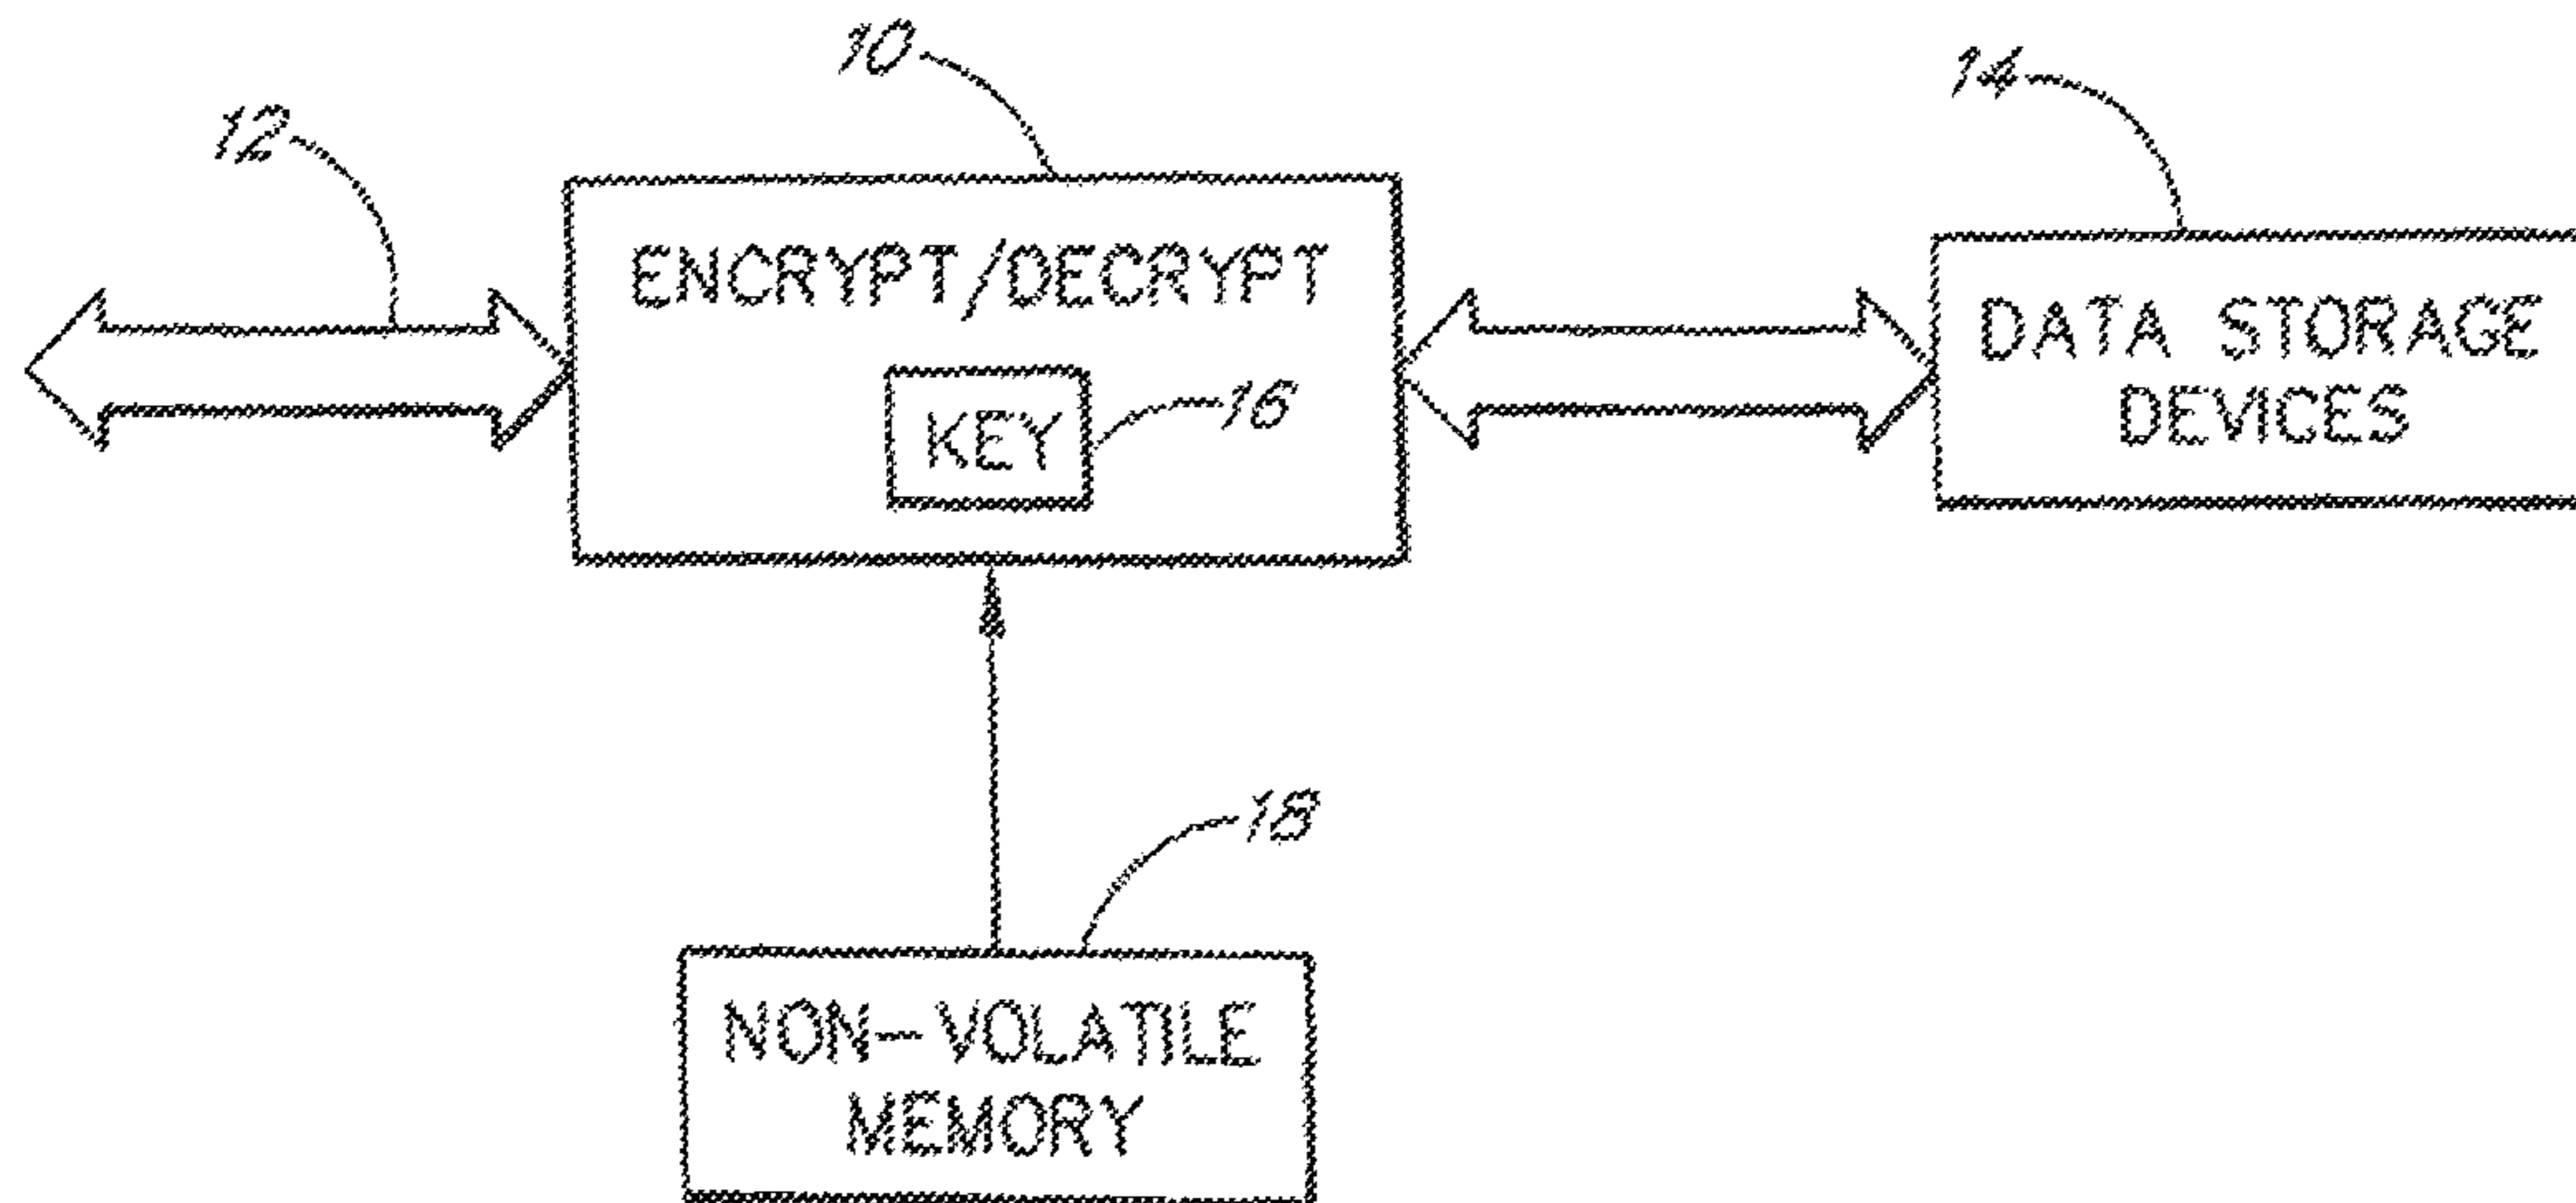 10
14
12
ENCRYPT/DECRYPT
DATA STORAGE
DEVICES
KEY
16
18
NON-VOLATILE
MEMORY